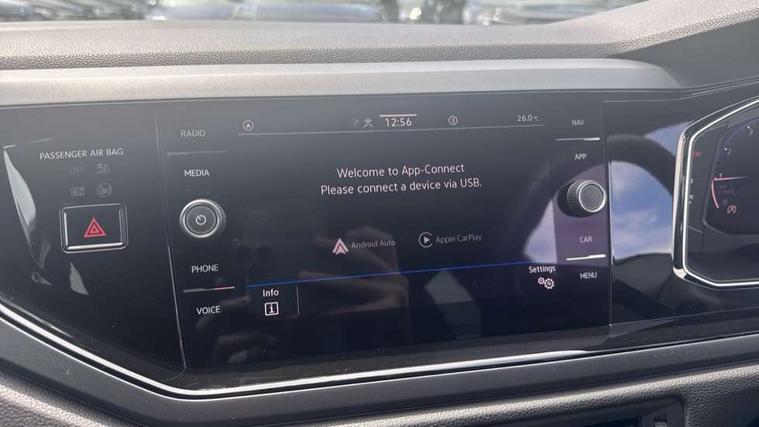 RADIO
12:56
26.0°C
NAV
PASSENGER AIR BAG
OFF
MEDIA
Welcome to App-Connect
Please connect a device via USB.
APP
Android Auto
Apple CarPlay
CAR
PHONE
Settings
MENU
VOICE
Info